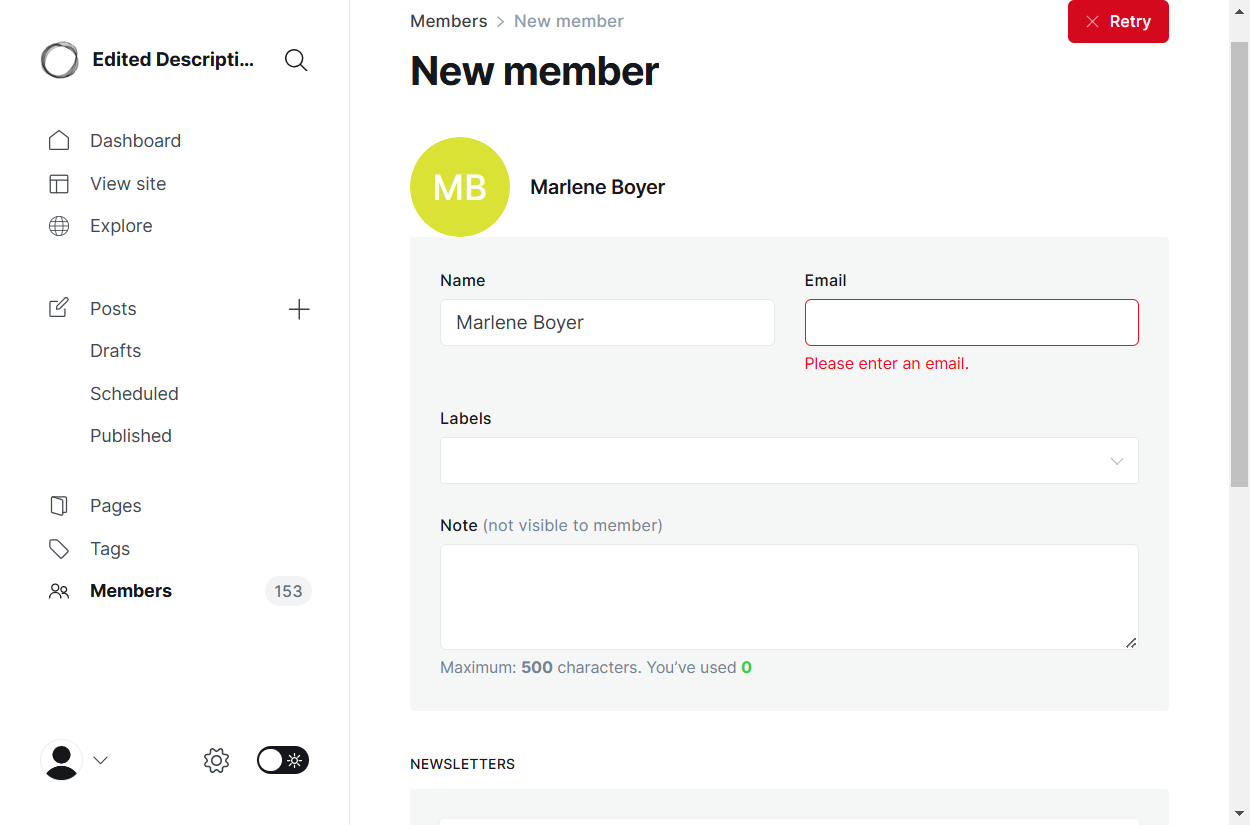 Edited Descripti...
Dashboard
View site
Explore
Posts
Drafts
Scheduled
Published
Pages
Tags
Members
153
Members > New member
Retry
New member
MB
Marlene Boyer
Name
Marlene Boyer
Email
Please enter an email.
Labels
Note (not visible to member)
Maximum: 500 characters. You’ve used 0
NEWSLETTERS